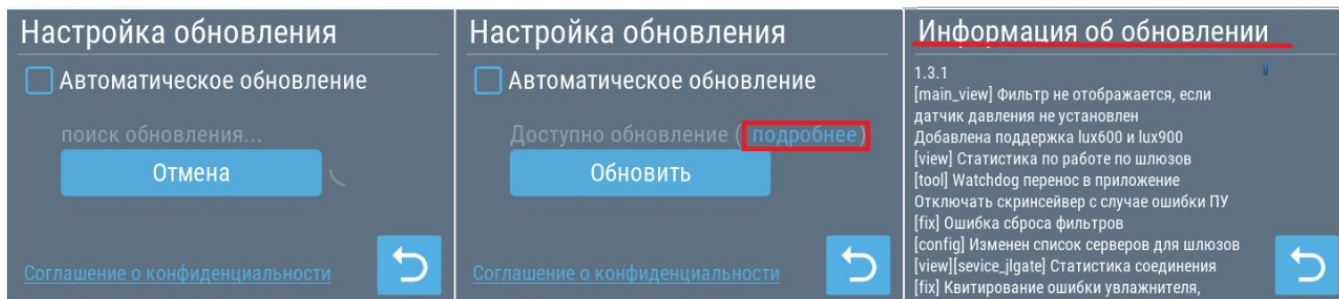 Настройка обновления
Автоматическое обновление
поиск обновления...
Отмена
Соглашение о конфиденциальности
Настройка обновления
Автоматическое обновление
Доступно обновление ( подробнее)
Обновить
Соглашение о конфиденциальности
Информация об обновлении
1.3.1
[main_view] Фильтр не отображается, если
датчик давления не установлен
Добавлена поддержка lux600 и lux900
[view] Статистика по работе по шлюзов
[tool] Watchdog перенос в приложение
Отключать скринсейвер с случае ошибки ПУ
[fix] Ошибка сброса фильтров
[config] Изменен список серверов для шлюзов
[view][sevice_jlgate] Статистика соединения
[fix] Квитирование ошибки увлажнителя,